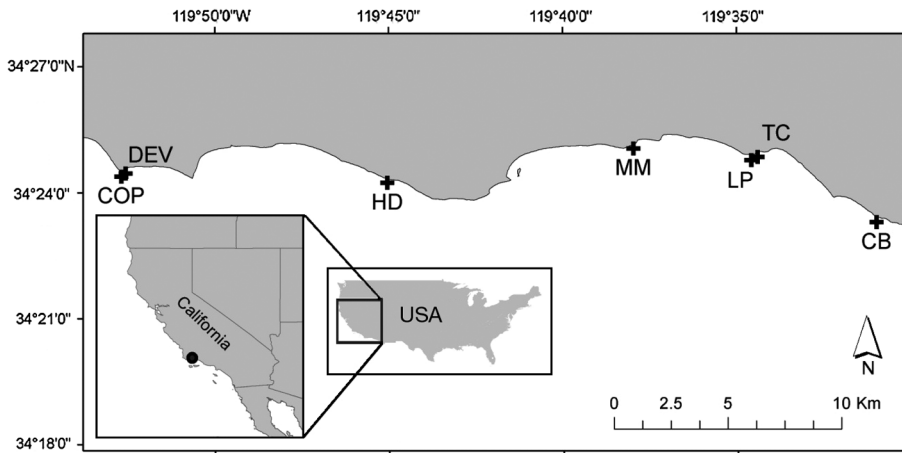 119°50'0"W 119°45'0"W 119°40'0"W 119°35'0"W
34°27'0"N
34°24'0"
34°21'0"
34°18'0"
DEV
COP
HD
MM
TC
LP
CB
California
USA
N
0 2.5 5 10 Km